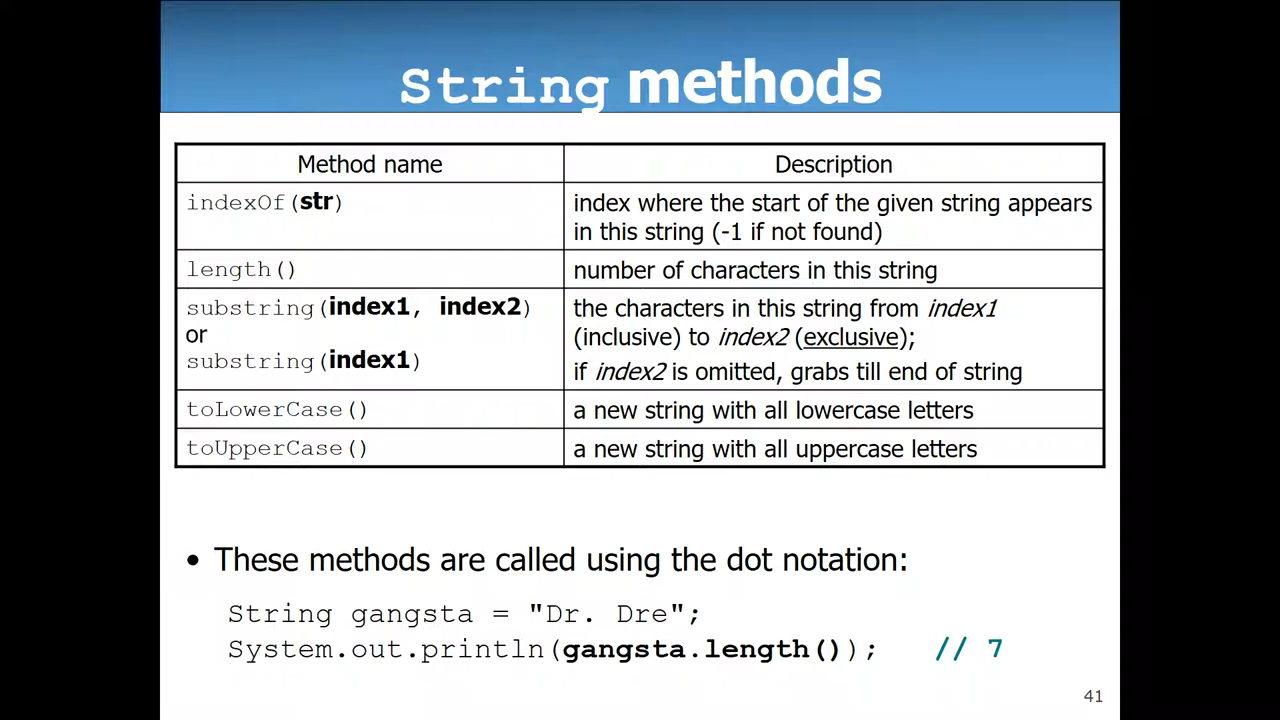 String methods
Method name
Description
indexOf(str)
index where the start of the given string appears
in this string (-1 if not found)
length()
number of characters in this string
substring(index1, index2)
or
substring(index1)
the characters in this string from index1
(inclusive) to index2 (exclusive);
if index2 is omitted, grabs till end of string
toLowerCase()
a new string with all lowercase letters
toUpperCase()
a new string with all uppercase letters
• These methods are called using the dot notation:
String gangsta = "Dr. Dre";
System.out.println(gangsta.length()); // 7
41